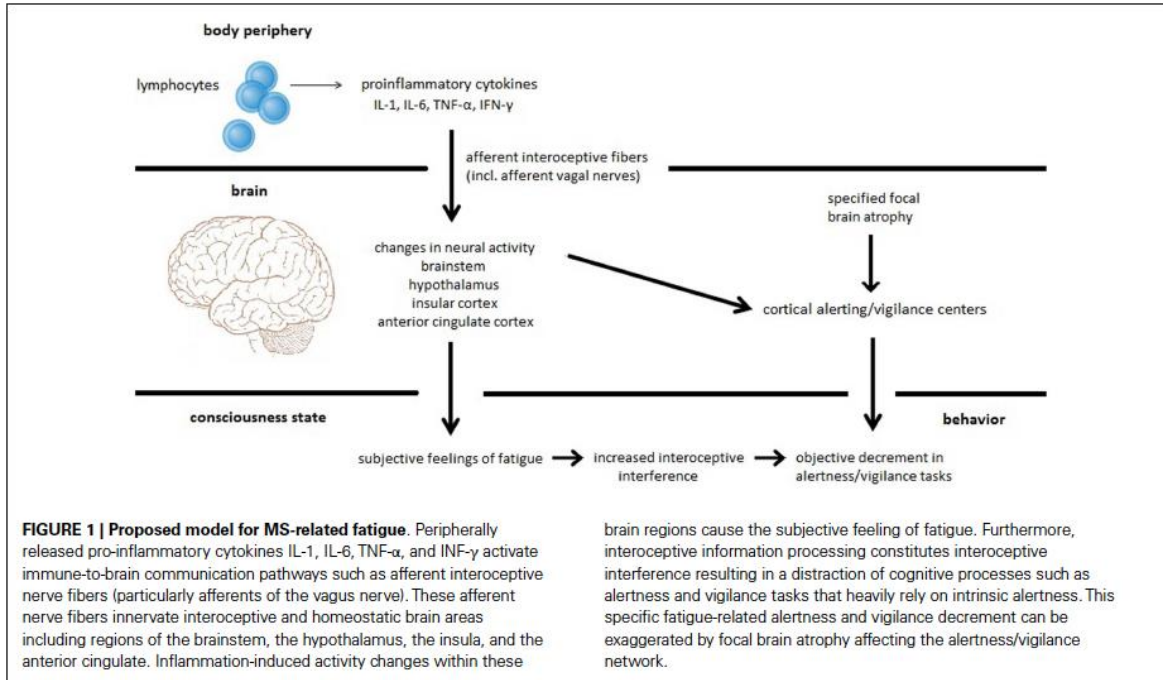 body periphery
lymphocytes
proinflammatory cytokines
IL-1, IL-6, TNF-α, IFN-γ
afferent interoceptive fibers
(incl. afferent vagal nerves)
brain
specified focal
brain atrophy
changes in neural activity
brainstem
hypothalamus
insular cortex
anterior cingulate cortex
cortical alerting/vigilance centers
consciousness state
behavior
subjective feelings of fatigue
increased interoceptive
interference
objective decrement in
alertness/vigilance tasks
FIGURE 1 | Proposed model for MS-related fatigue. Peripherally
released pro-inflammatory cytokines IL-1, IL-6, TNF-α, and INF-γ activate
immune-to-brain communication pathways such as afferent interoceptive
nerve fibers (particularly afferents of the vagus nerve). These afferent
nerve fibers innervate interoceptive and homeostatic brain areas
including regions of the brainstem, the hypothalamus, the insula, and the
anterior cingulate. Inflammation-induced activity changes within these
brain regions cause the subjective feeling of fatigue. Furthermore,
interoceptive information processing constitutes interoceptive
interference resulting in a distraction of cognitive processes such as
alertness and vigilance tasks that heavily rely on intrinsic alertness. This
specific fatigue-related alertness and vigilance decrement can be
exaggerated by focal brain atrophy affecting the alertness/vigilance
network.